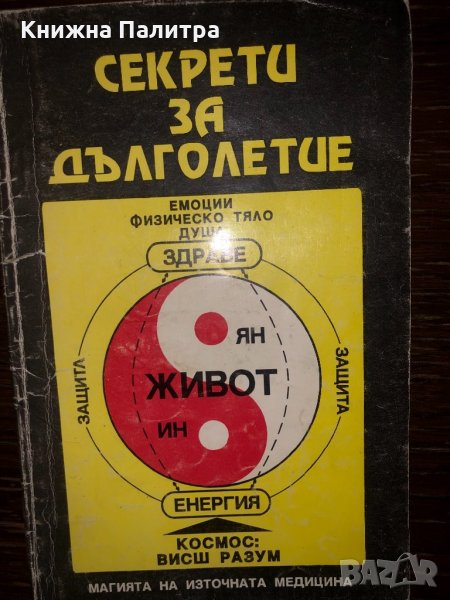 Книжна Палитра
СЕКРЕТИ
ЗА
ДЪЛГОЛЕТИЕ
ЕМОЦИИ
ФИЗИЧЕСКО ТЯЛО
ДУША
ЗДРАВЕ
ЯН
ЗАЩИТА
ЖИВОТ
ЗАЩИТА
ИН
ЕНЕРГИЯ
КОСМОС:
ВИСШ РАЗУМ
МАГИЯТА НА ИЗТОЧНАТА МЕДИЦИНА
BAZAR